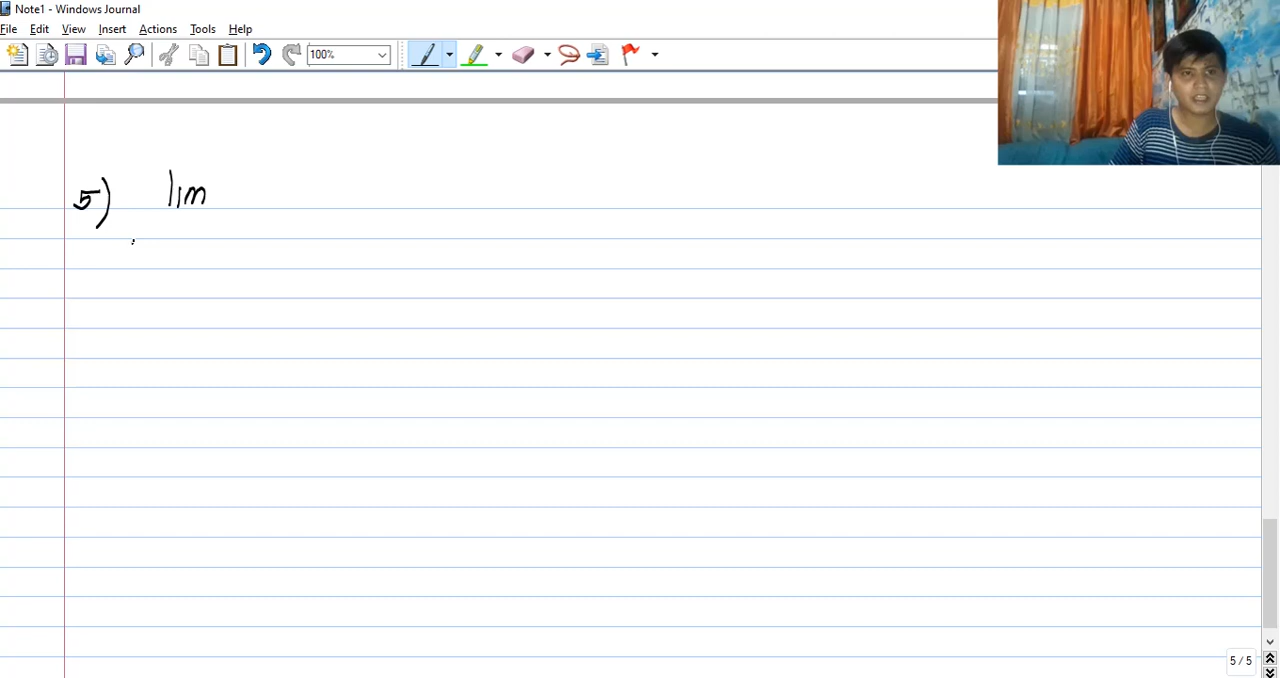 Note1 - Windows Journal
File Edit View Insert Actions Tools Help
100%
5) lim
5 / 5